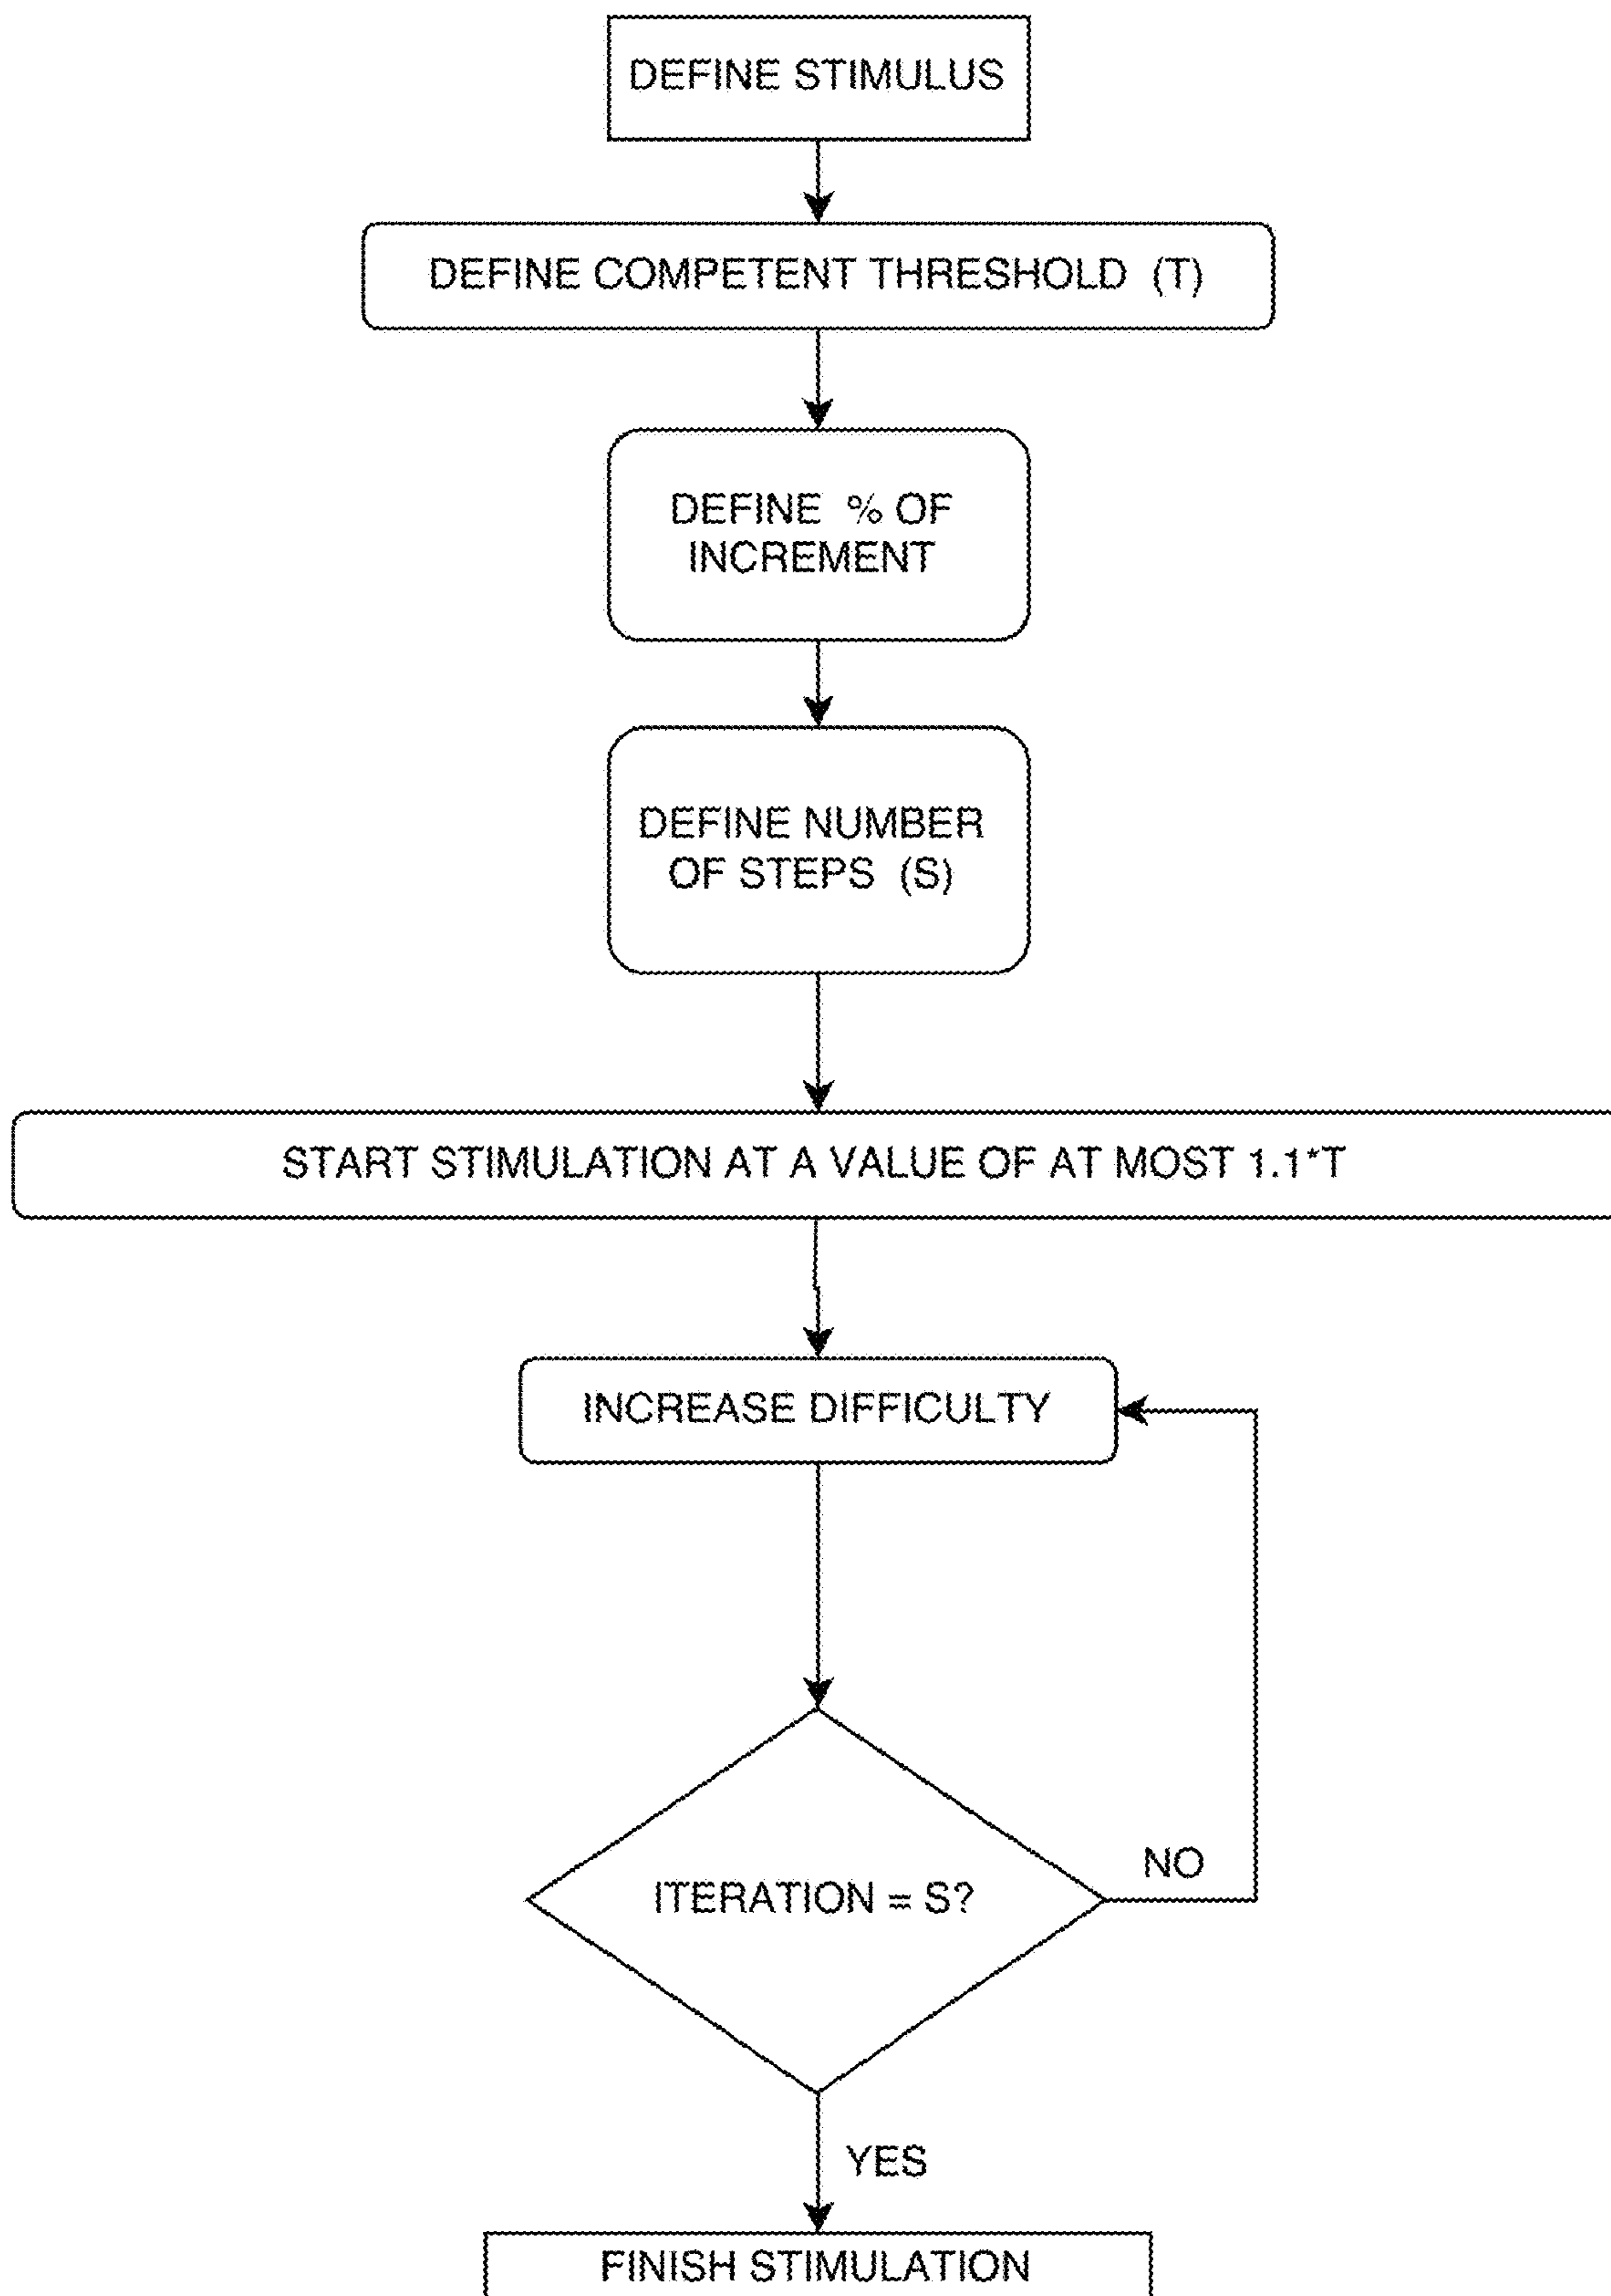 DEFINE STIMULUS
DEFINE COMPETENT THRESHOLD (T)
DEFINE % OF
INCREMENT
DEFINE NUMBER
OF STEPS (S)
START STIMULATION AT A VALUE OF AT MOST 1.1*T
INCREASE DIFFICULTY
NO
ITERATION = S?
YES
FINISH STIMULATION